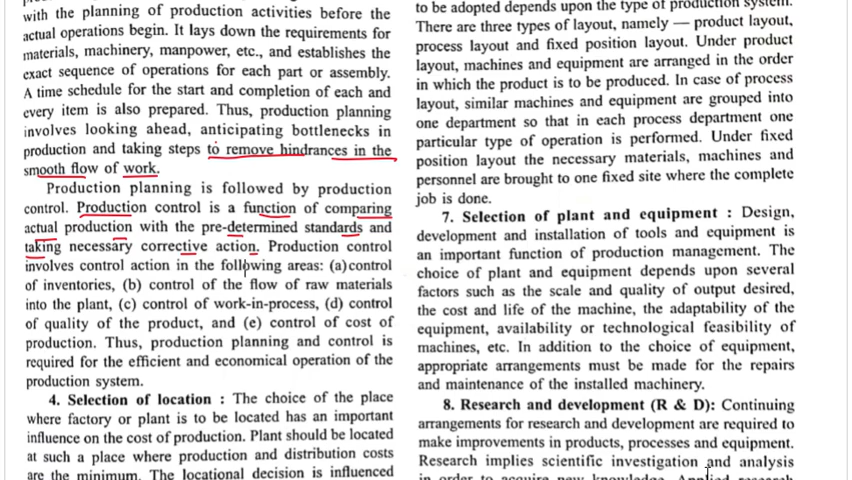 with the planning of production activities before the
actual operations begin. It lays down the requirements for
materials, machinery, manpower, etc., and establishes the
exact sequence of operations for each part or assembly.
A time schedule for the start and completion of each and
every item is also prepared. Thus, production planning
involves looking ahead, anticipating bottlenecks in
production and taking steps to remove hindrances in the
smooth flow of work.
Production planning is followed by production
control. Production control is a function of comparing
actual production with the pre-determined standards and
taking necessary corrective action. Production control
involves control action in the following areas: (a) control
of inventories, (b) control of the flow of raw materials
into the plant, (c) control of work-in-process, (d) control
of quality of the product, and (e) control of cost of
production. Thus, production planning and control is
required for the efficient and economical operation of the
production system.
4. Selection of location : The choice of the place
where factory or plant is to be located has an important
influence on the cost of production. Plant should be located
at such a place where production and distribution costs
are the minimum. The locational decision is influenced
to be adopted depends upon the type of production system.
There are three types of layout, namely — product layout,
process layout and fixed position layout. Under product
layout, machines and equipment are arranged in the order
in which the product is to be produced. In case of process
layout, similar machines and equipment are grouped into
one department so that in each process department one
particular type of operation is performed. Under fixed
position layout the necessary materials, machines and
personnel are brought to one fixed site where the complete
job is done.
7. Selection of plant and equipment : Design,
development and installation of tools and equipment is
an important function of production management. The
choice of plant and equipment depends upon several
factors such as the scale and quality of output desired,
the cost and life of the machine, the adaptability of the
equipment, availability or technological feasibility of
machines, etc. In addition to the choice of equipment,
appropriate arrangements must be made for the repairs
and maintenance of the installed machinery.
8. Research and development (R & D): Continuing
arrangements for research and development are required to
make improvements in products, processes and equipment.
Research implies scientific investigation and analysis
in order to acquire new knowledge. Applied research